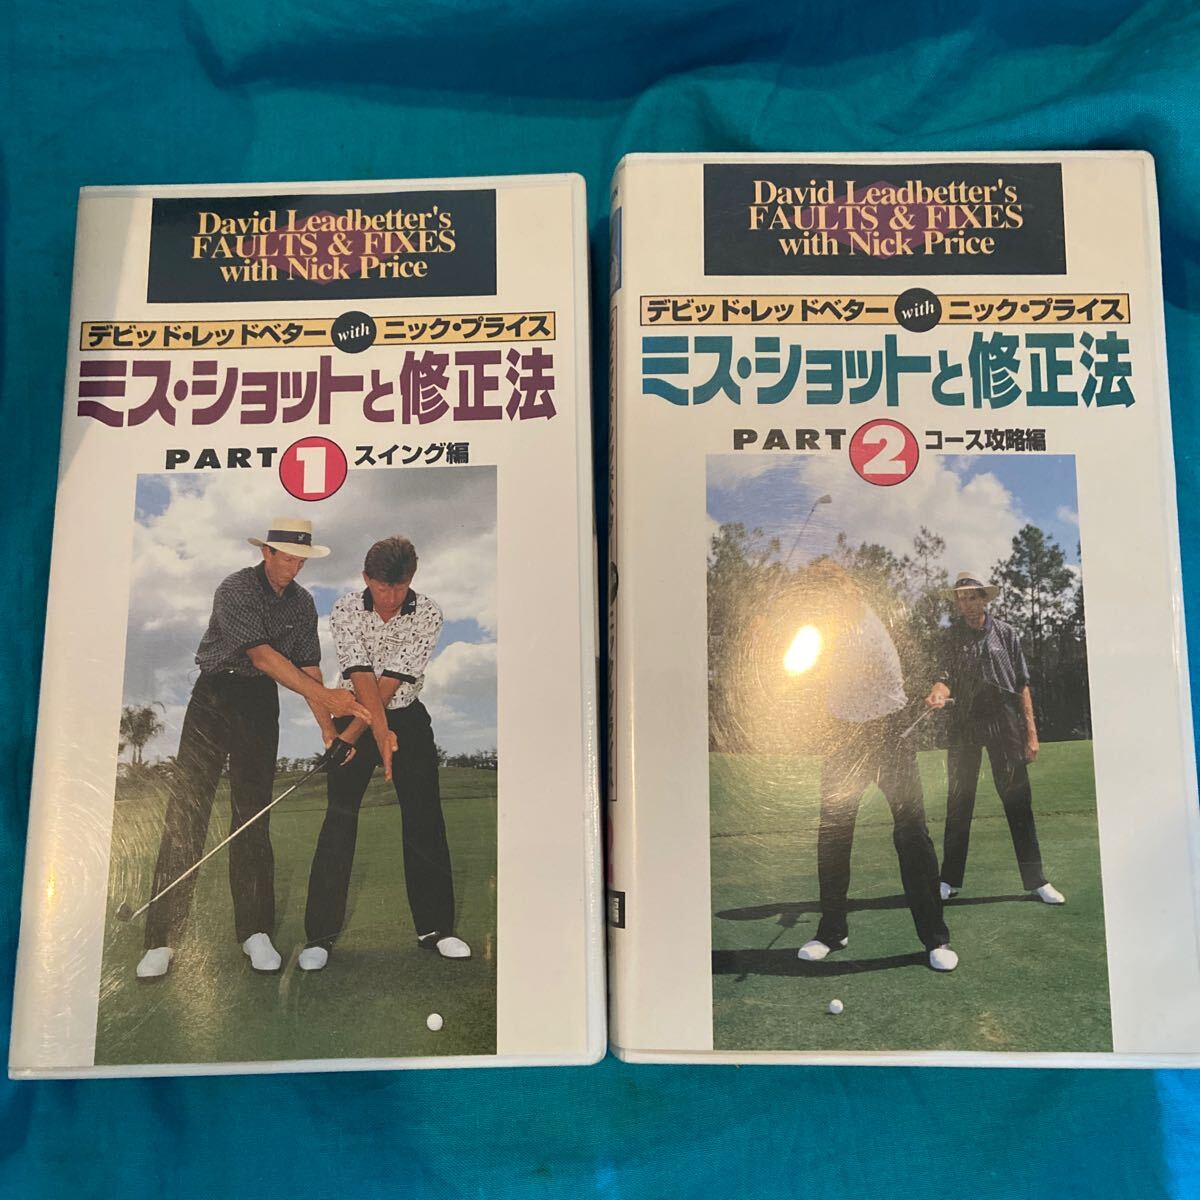 David Leadbetter's
FAULTS & FIXES
with Nick Price
デビッド・レッドベター with ニック・プライス
ミス・ショットと修正法
PART 1 スイング編
David Leadbetter's
FAULTS & FIXES
with Nick Price
デビッド・レッドベター with ニック・プライス
ミス・ショットと修正法
PART 2 コース攻略編